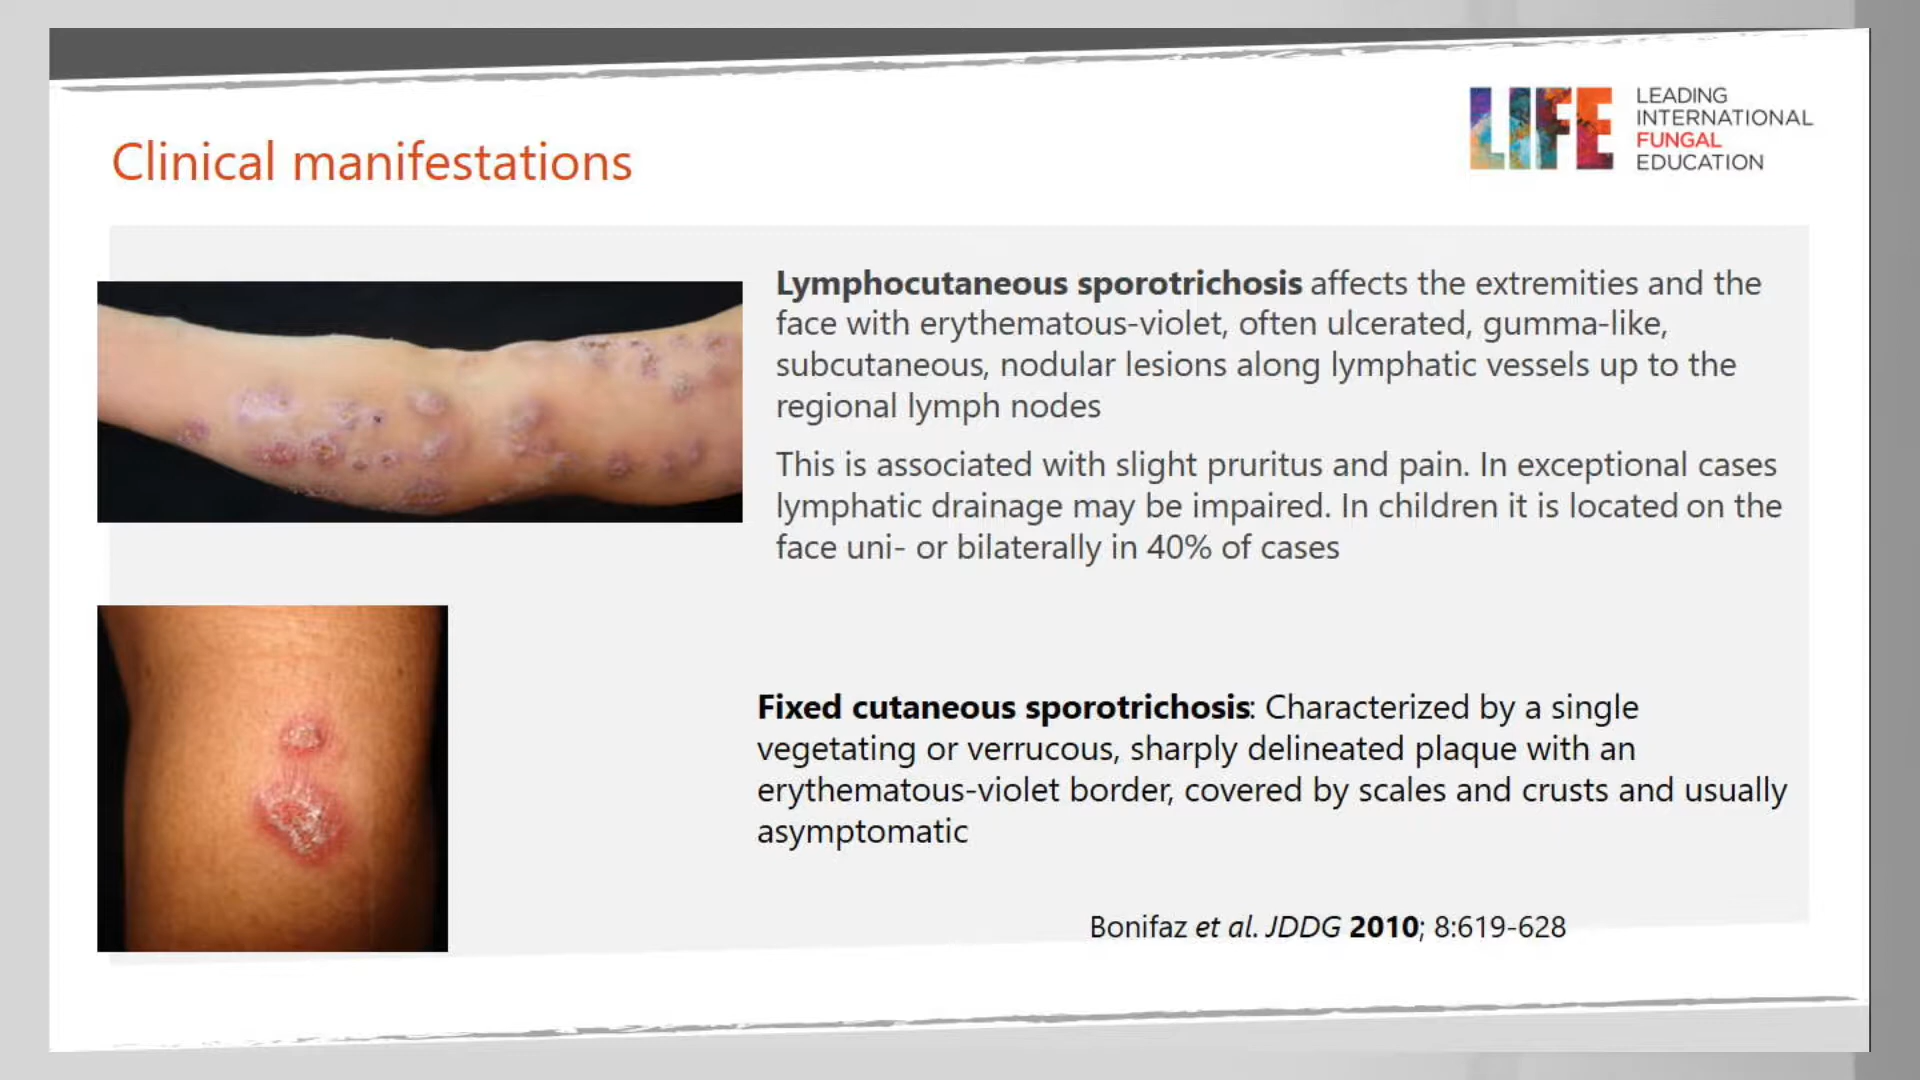 LIFE
LEADING
INTERNATIONAL
FUNGAL
EDUCATION
Clinical manifestations
Lymphocutaneous sporotrichosis affects the extremities and the
face with erythematous-violet, often ulcerated, gumma-like,
subcutaneous, nodular lesions along lymphatic vessels up to the
regional lymph nodes
This is associated with slight pruritus and pain. In exceptional cases
lymphatic drainage may be impaired. In children it is located on the
face uni- or bilaterally in 40% of cases
Fixed cutaneous sporotrichosis: Characterized by a single
vegetating or verrucous, sharply delineated plaque with an
erythematous-violet border, covered by scales and crusts and usually
asymptomatic
Bonifaz et al. JDDG 2010; 8:619-628